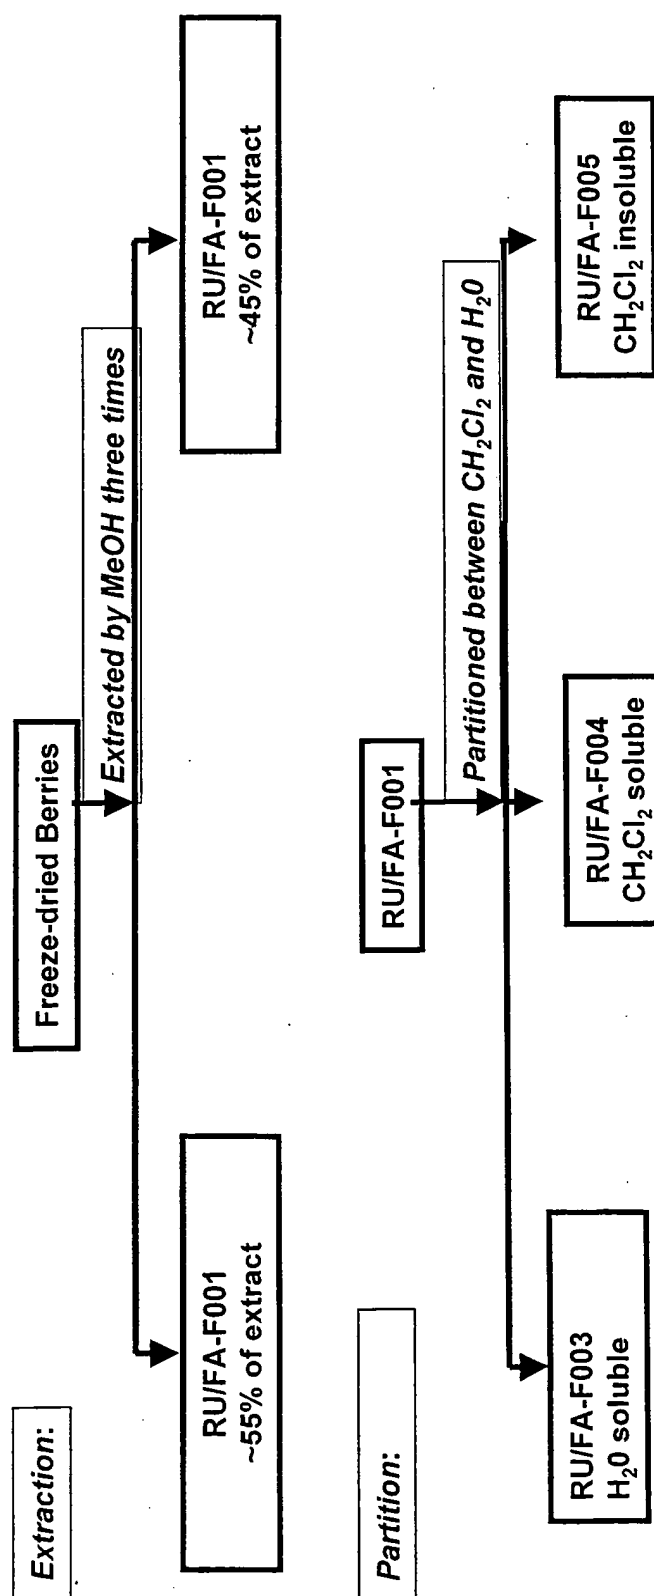 Extraction:
Freeze-dried Berries
Extracted by MeOH three times
RU/FA-F001
~55% of extract
RU/FA-F001
~45% of extract
Partition:
RU/FA-F001
Partitioned between CH₂Cl₂ and H₂0
RU/FA-F003
H₂0 soluble
RU/FA-F004
CH₂Cl₂ soluble
RU/FA-F005
CH₂Cl₂ insoluble